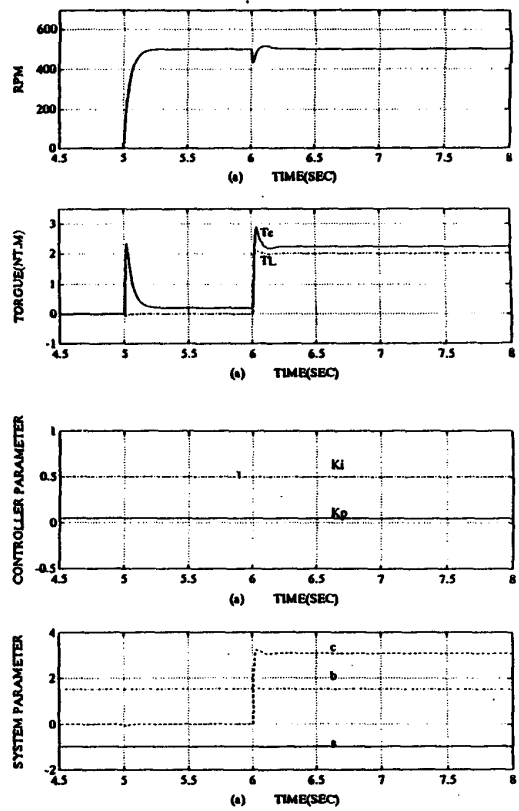 600
400
200
0
RPM
4.5 5 5.5 6 6.5 7 7.5 8
(a) TIME(SEC)
3
2
1
0
-1
TORGUE(NT.M)
Te
TL
4.5 5 5.5 6 6.5 7 7.5 8
(a) TIME(SEC)
1
0.5
0
-0.5
CONTROLLER PARAMETER
Ki
Kp
4.5 5 5.5 6 6.5 7 7.5 8
(a) TIME(SEC)
4
2
0
-2
SYSTEM PARAMETER
c
b
a
4.5 5 5.5 6 6.5 7 7.5 8
(a) TIME(SEC)